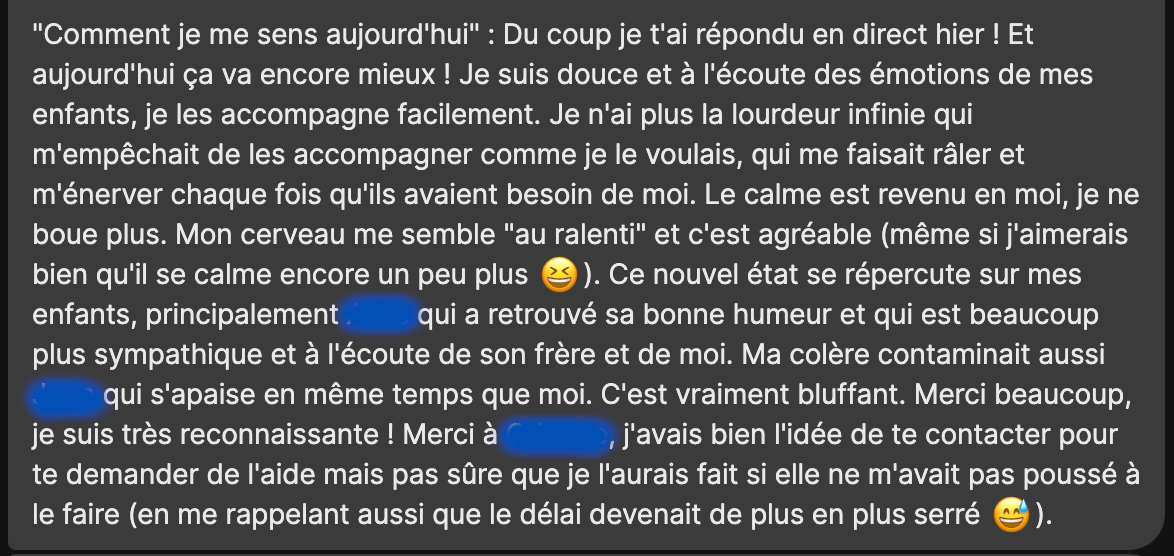 "Comment je me sens aujourd'hui" : Du coup je t'ai répondu en direct hier ! Et
aujourd'hui ça va encore mieux ! Je suis douce et à l'écoute des émotions de mes
enfants, je les accompagne facilement. Je n'ai plus la lourdeur infinie qui
m'empêchait de les accompagner comme je le voulais, qui me faisait râler et
m'énerver chaque fois qu'ils avaient besoin de moi. Le calme est revenu en moi, je ne
boue plus. Mon cerveau me semble "au ralenti" et c'est agréable (même si j'aimerais
bien qu'il se calme encore un peu plus 😆). Ce nouvel état se répercute sur mes
enfants, principalement qui a retrouvé sa bonne humeur et qui est beaucoup
plus sympathique et à l'écoute de son frère et de moi. Ma colère contaminait aussi
qui s'apaise en même temps que moi. C'est vraiment bluffant. Merci beaucoup,
je suis très reconnaissante ! Merci à , j'avais bien l'idée de te contacter pour
te demander de l'aide mais pas sûre que je l'aurais fait si elle ne m'avait pas poussé à
le faire (en me rappelant aussi que le délai devenait de plus en plus serré 😅).